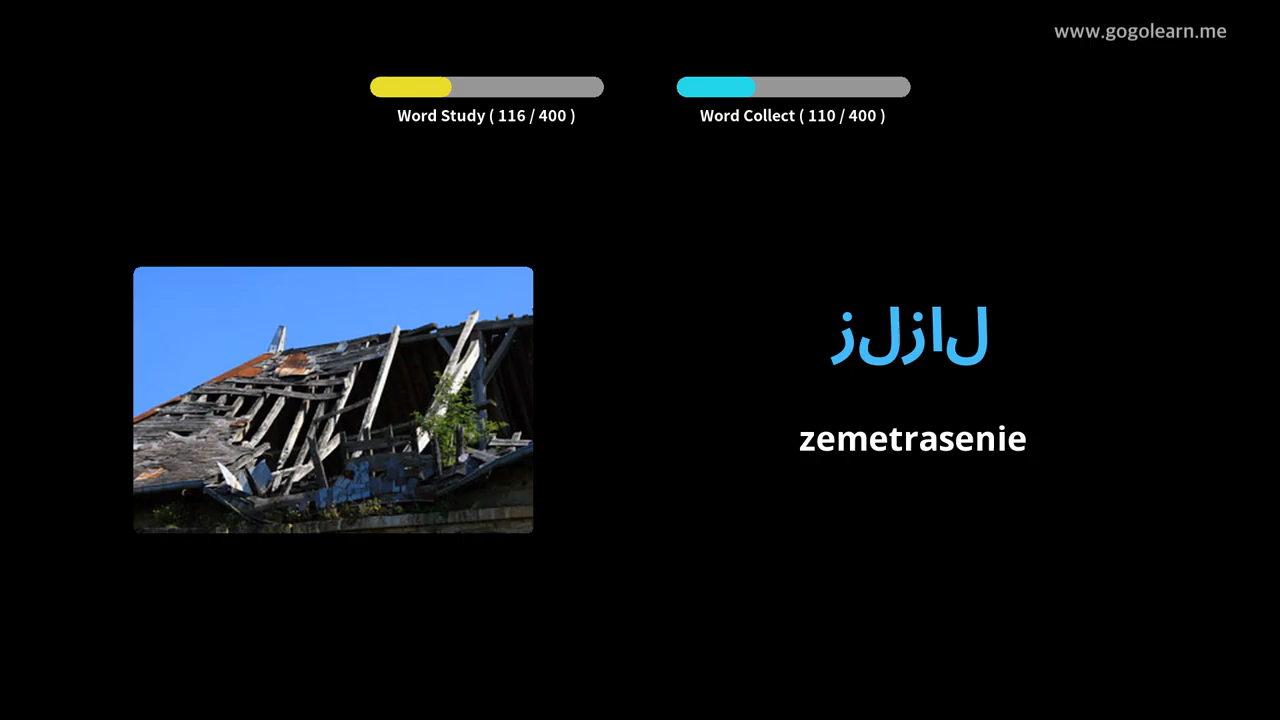 www.gogolearn.me
Word Study ( 116 / 400 )
Word Collect ( 110 / 400 )
زلزال
zemetrasenie